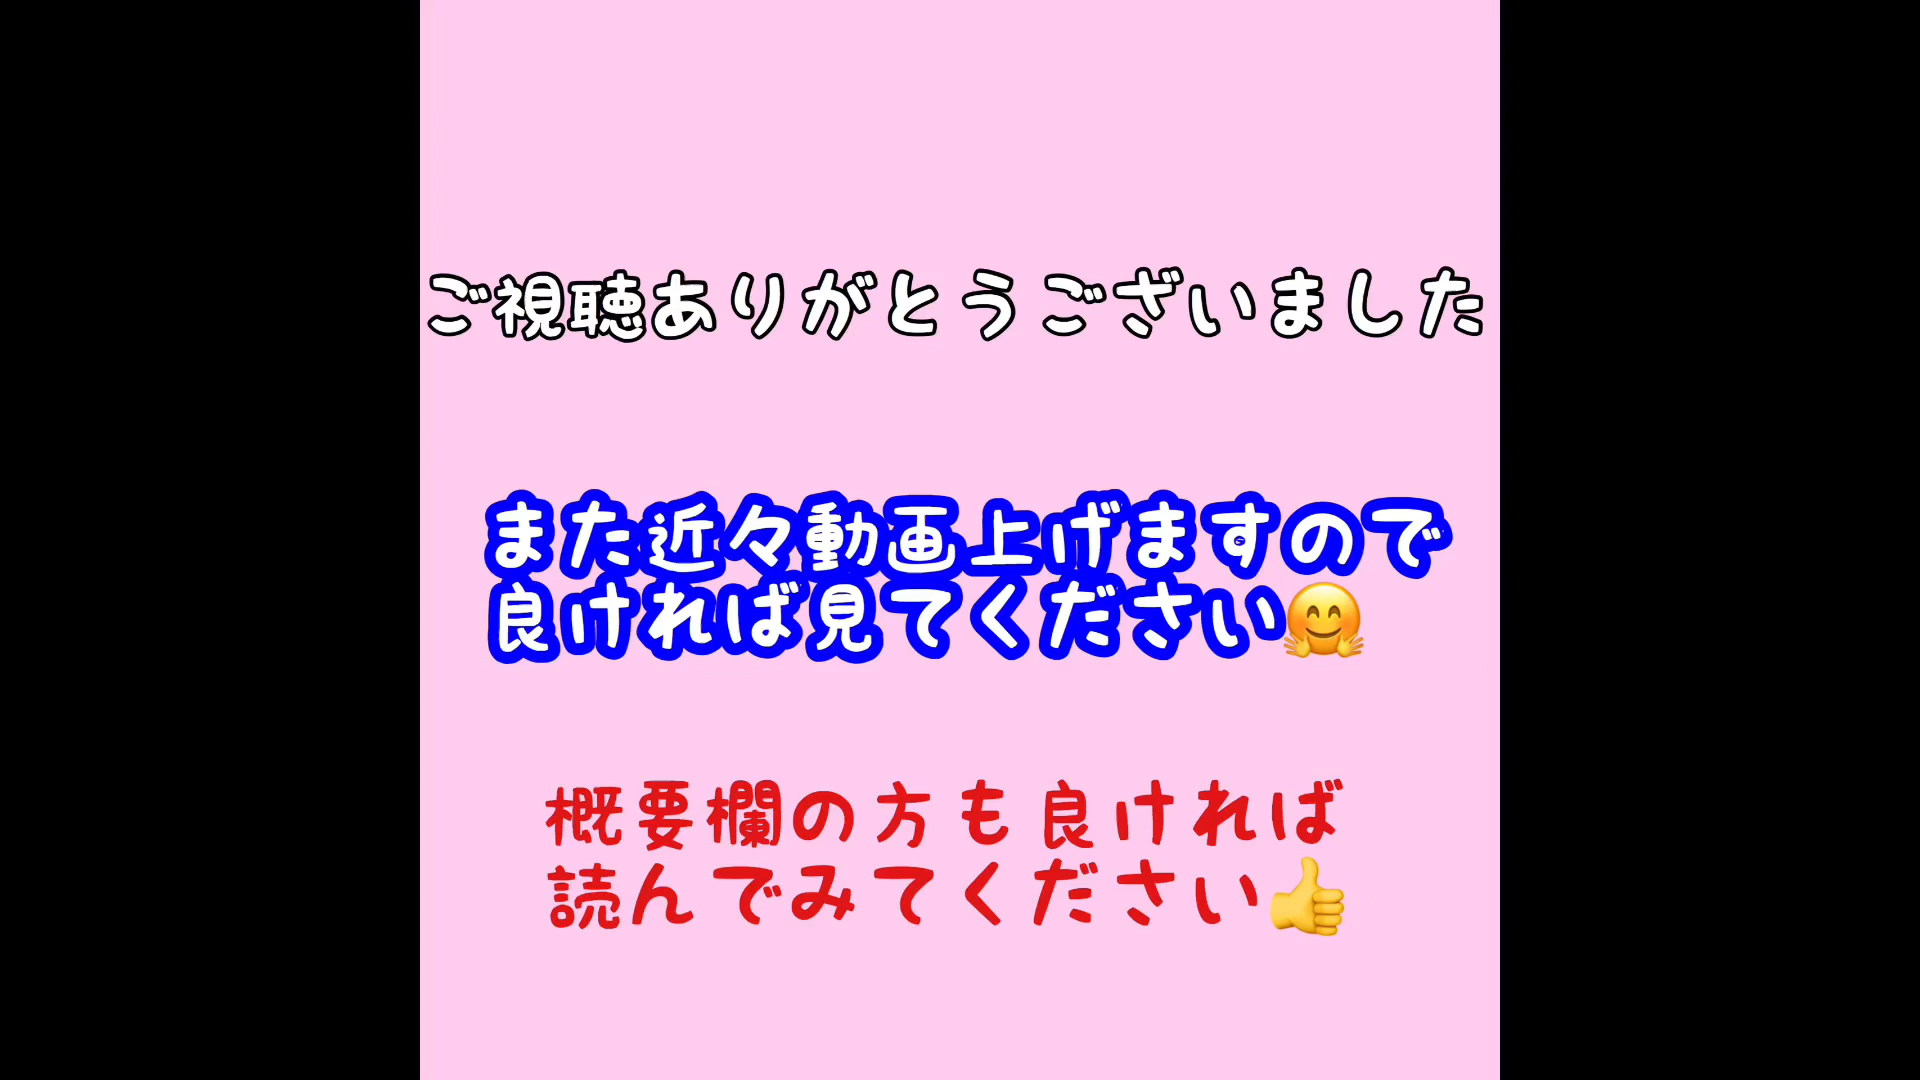 ご視聴ありがとうございました
また近々動画上げますので
良ければ見てください🤗
概要欄の方も良ければ
読んでみてください👍